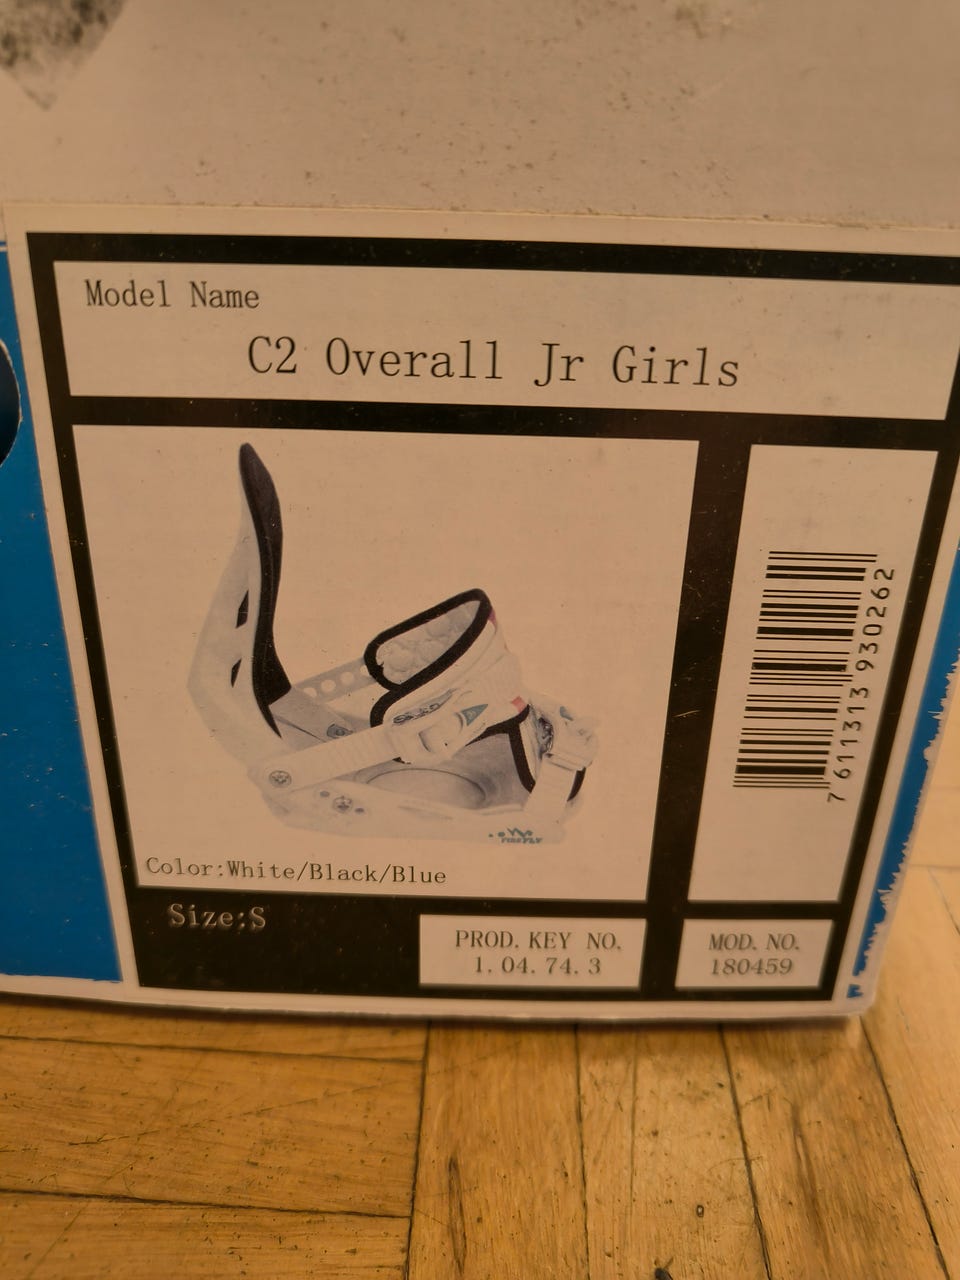 Model Name
C2 Overall Jr Girls
FIREFLY
Color:White/Black/Blue
Size:S
PROD. KEY NO.
1. 04. 74. 3
MOD. NO.
180459
7 611313 930262